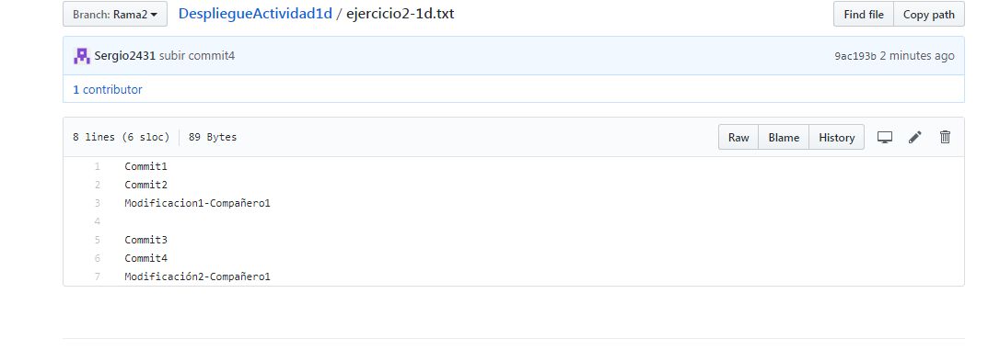 Branch: Rama2
DespliegueActividad1d / ejercicio2-1d.txt
Find file
Copy path
Sergio2431 subir commit4
9ac193b 2 minutes ago
1 contributor
8 lines (6 sloc)
89 Bytes
Raw
Blame
History
1 Commit1
2 Commit2
3 Modificacion1-Compañero1
4
5 Commit3
6 Commit4
7 Modificación2-Compañero1